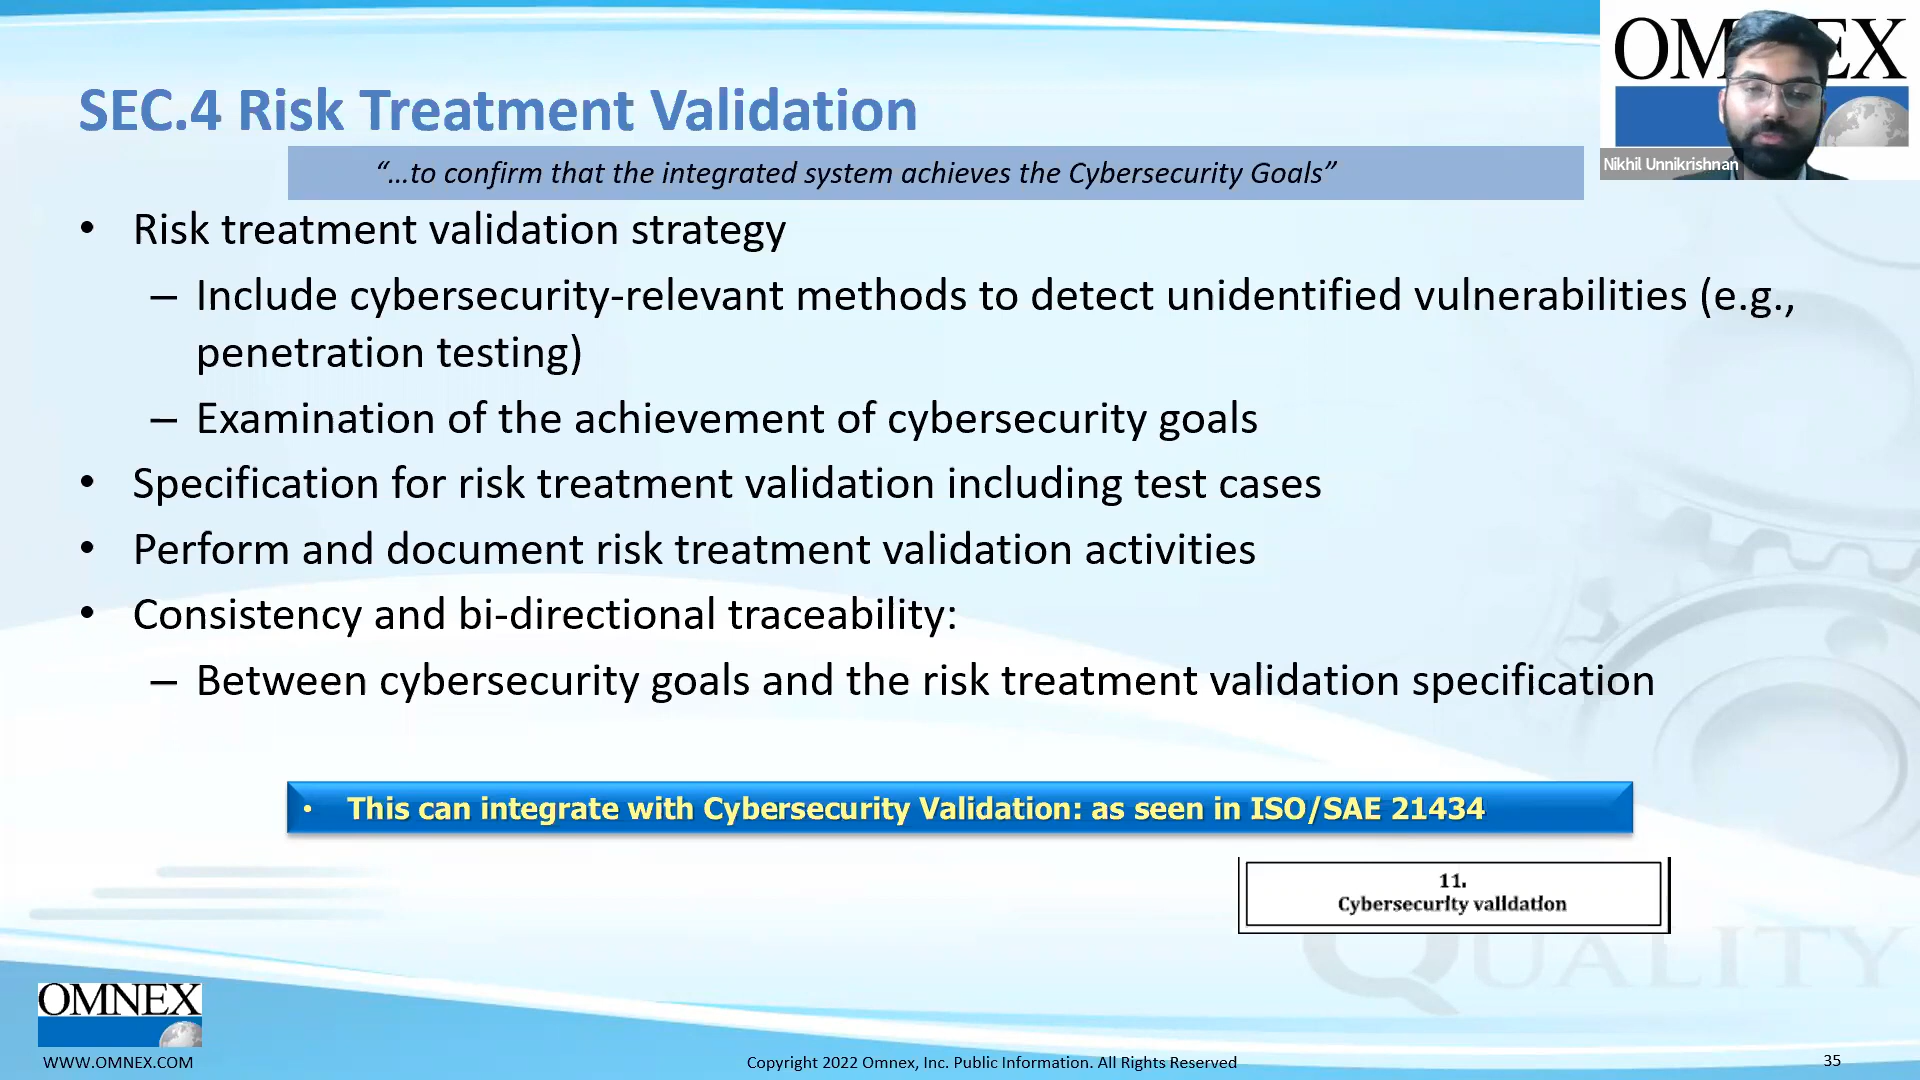 SEC.4 Risk Treatment Validation
“...to confirm that the integrated system achieves the Cybersecurity Goals”
• Risk treatment validation strategy
– Include cybersecurity-relevant methods to detect unidentified vulnerabilities (e.g.,
penetration testing)
– Examination of the achievement of cybersecurity goals
• Specification for risk treatment validation including test cases
• Perform and document risk treatment validation activities
• Consistency and bi-directional traceability:
– Between cybersecurity goals and the risk treatment validation specification
• This can integrate with Cybersecurity Validation: as seen in ISO/SAE 21434
11.
Cybersecurity validation
QUALITY
OMNEX
WWW.OMNEX.COM
Copyright 2022 Omnex, Inc. Public Information. All Rights Reserved
35
Nikhil Unnikrishnan